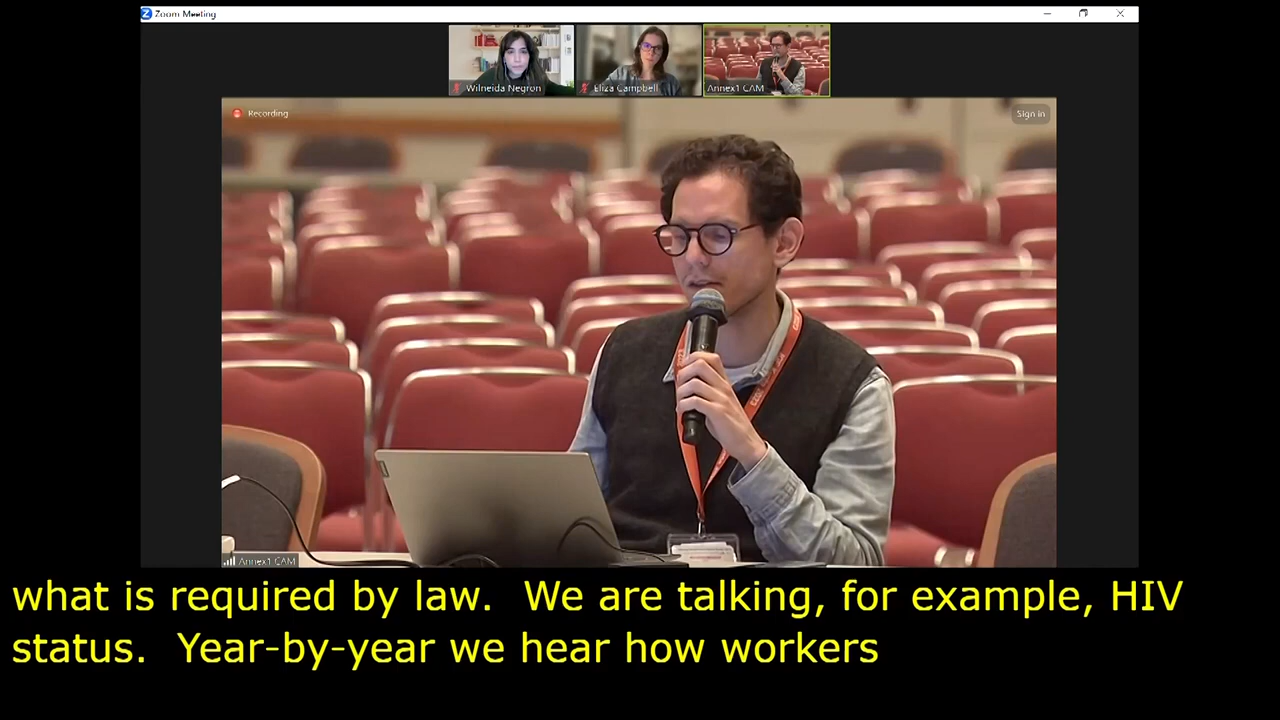 Zoom Meeting
Wilneida Negron
Eliza Campbell
Annex1 CAM
Recording
Sign in
Annex1 CAM
what is required by law.  We are talking, for example, HIV
status.  Year-by-year we hear how workers